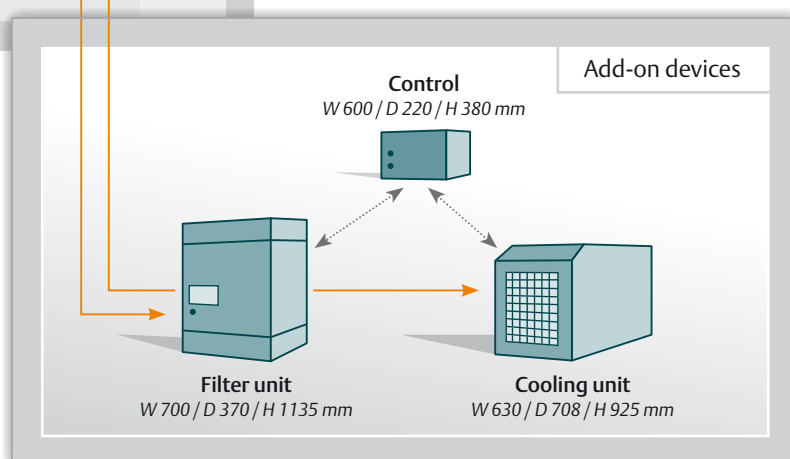 Add-on devices
Control
W 600 / D 220 / H 380 mm
Filter unit
W 700 / D 370 / H 1135 mm
Cooling unit
W 630 / D 708 / H 925 mm